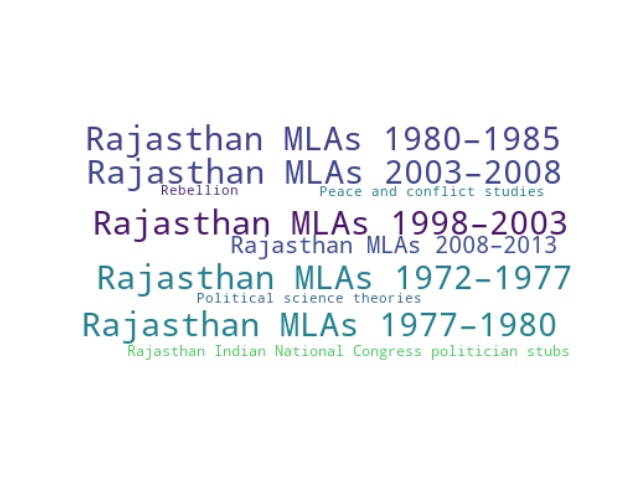 Rajasthan MLAs 1980–1985
Rajasthan MLAs 2003–2008
Rebellion
Peace and conflict studies
Rajasthan MLAs 1998–2003
Rajasthan MLAs 2008–2013
Rajasthan MLAs 1972–1977
Political science theories
Rajasthan MLAs 1977–1980
Rajasthan Indian National Congress politician stubs